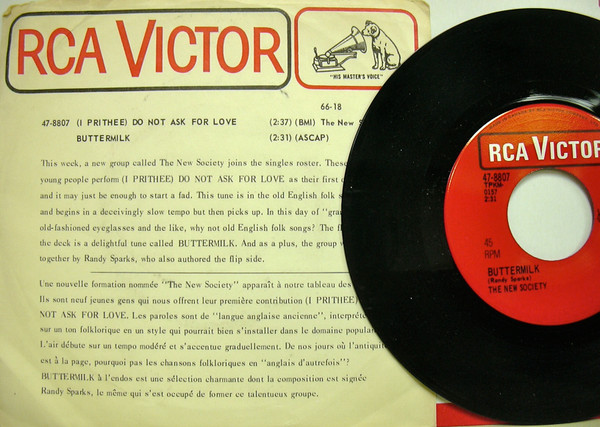 RCA VICTOR
"HIS MASTER'S VOICE"
66-18
47-8807 (I PRITHEE) DO NOT ASK FOR LOVE (2:37) (BMI) The New
BUTTERMILK (2:31) (ASCAP)
This week, a new group called The New Society joins the singles roster. These
young people perform (I PRITHEE) DO NOT ASK FOR LOVE as their first
and it may just be enough to start a fad. This tune is in the old English folk
and begins in a deceivingly slow tempo but then picks up. In this day of
old-fashioned eyeglasses and the like, why not old English folk songs? The
the deck is a delightful tune called BUTTERMILK. And as a plus, the group
together by Randy Sparks, who also authored the flip side.
Une nouvelle formation nommée "The New Society" apparaît à notre tableau des
Ils sont neuf jeunes gens qui nous offrent leur première contribution (I PRITHEE)
NOT ASK FOR LOVE. Les paroles sont de "langue anglaise ancienne",
sur un ton folklorique en un style qui pourrait bien s'installer dans le domaine
L'air débute sur un tempo modéré et s'accentue graduellement. De nos jours où
est à la page, pourquoi pas les chansons folkloriques en "anglais d'autrefois"?
BUTTERMILK à l'endos est une sélection charmante dont la composition est signée
Randy Sparks, le même qui s'est occupé de former ce talentueux groupe.
RCA VICTOR
47-8807
TPKM-
0157
2:31
45
RPM
BUTTERMILK
(Randy Sparks)
THE NEW SOCIETY